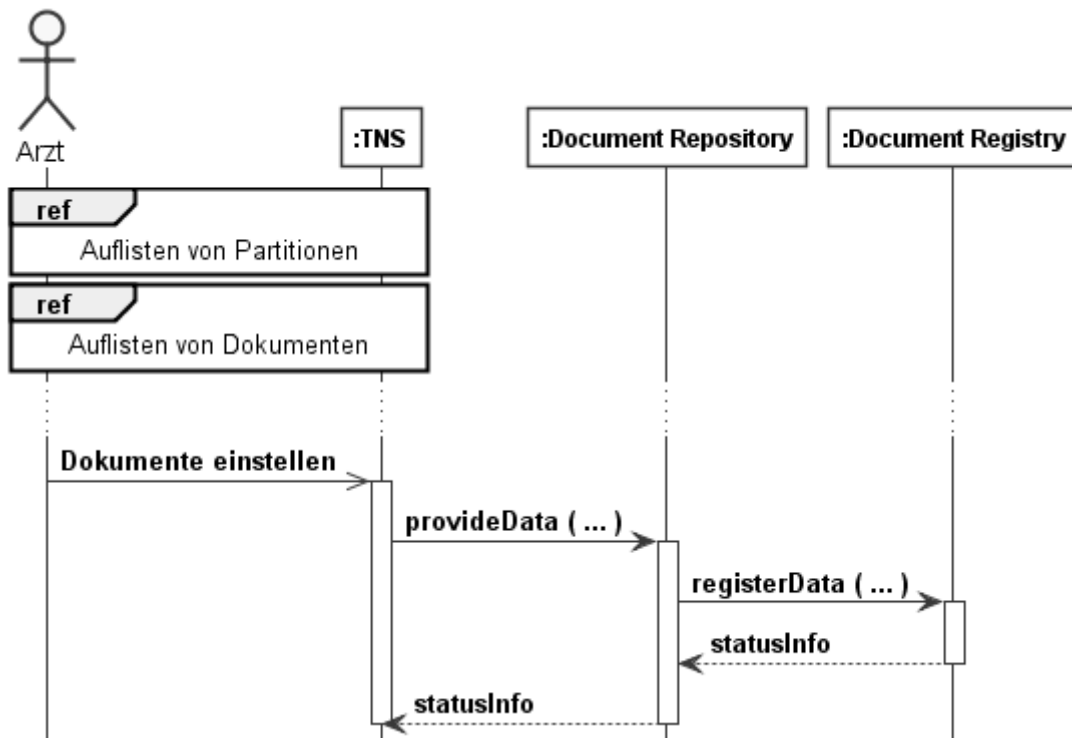 Arzt
:TNS
:Document Repository
:Document Registry
ref
Auflisten von Partitionen
ref
Auflisten von Dokumenten
Dokumente einstellen
provideData ( ... )
registerData ( ... )
statusInfo
statusInfo